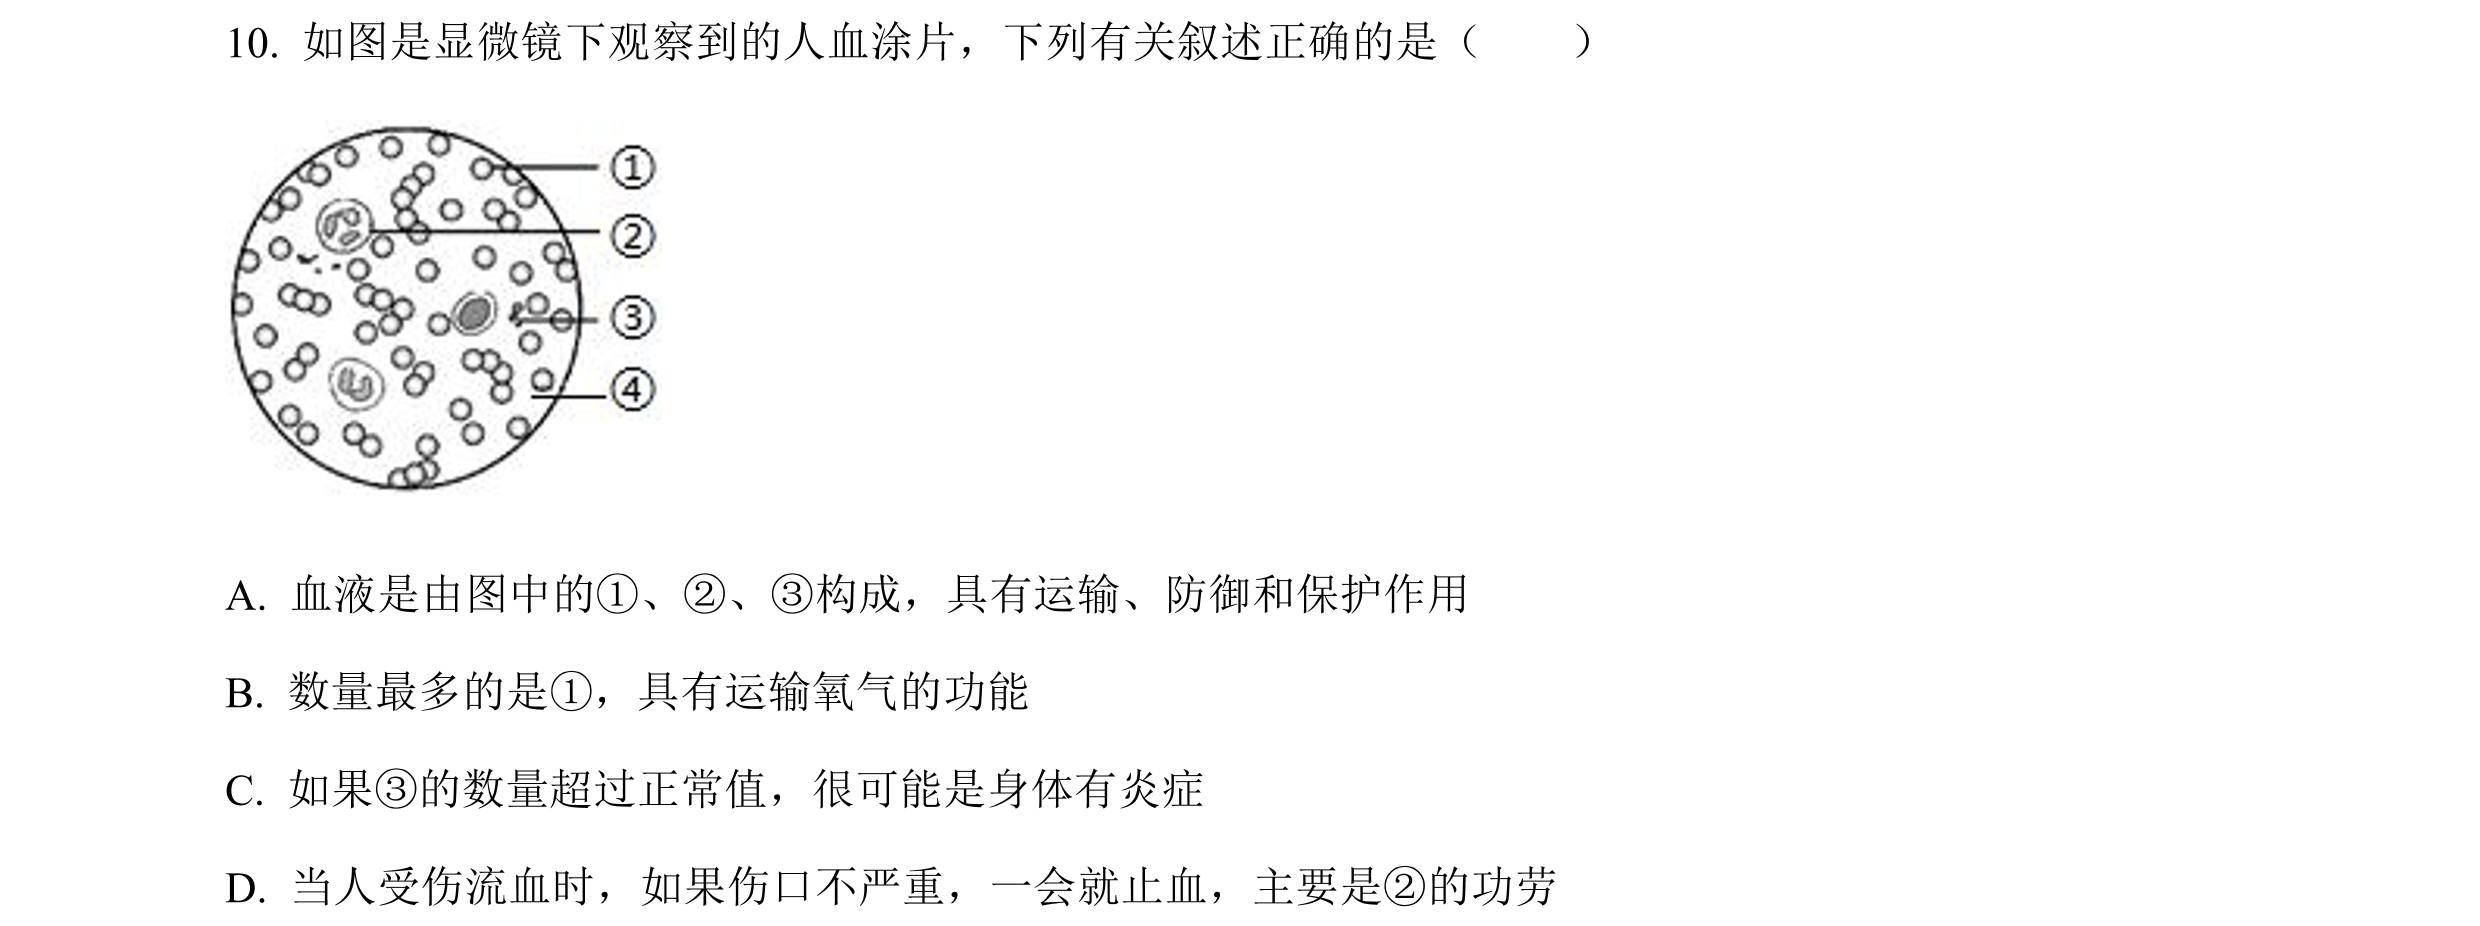 10. 如图是显微镜下观察到的人血涂片，下列有关叙述正确的是（　　）
①
②
③
④
A. 血液是由图中的①、②、③构成，具有运输、防御和保护作用
B. 数量最多的是①，具有运输氧气的功能
C. 如果③的数量超过正常值，很可能是身体有炎症
D. 当人受伤流血时，如果伤口不严重，一会就止血，主要是②的功劳